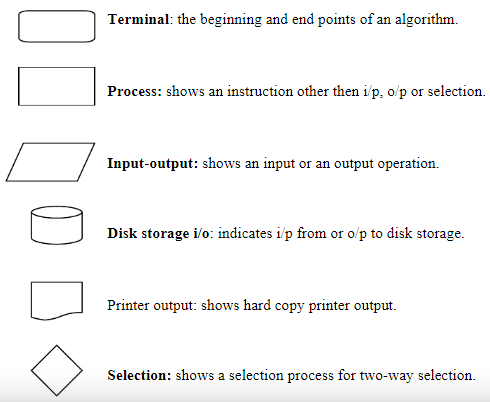 Terminal: the beginning and end points of an algorithm.
Process: shows an instruction other then i/p, o/p or selection.
Input-output: shows an input or an output operation.
Disk storage i/o: indicates i/p from or o/p to disk storage.
Printer output: shows hard copy printer output.
Selection: shows a selection process for two-way selection.